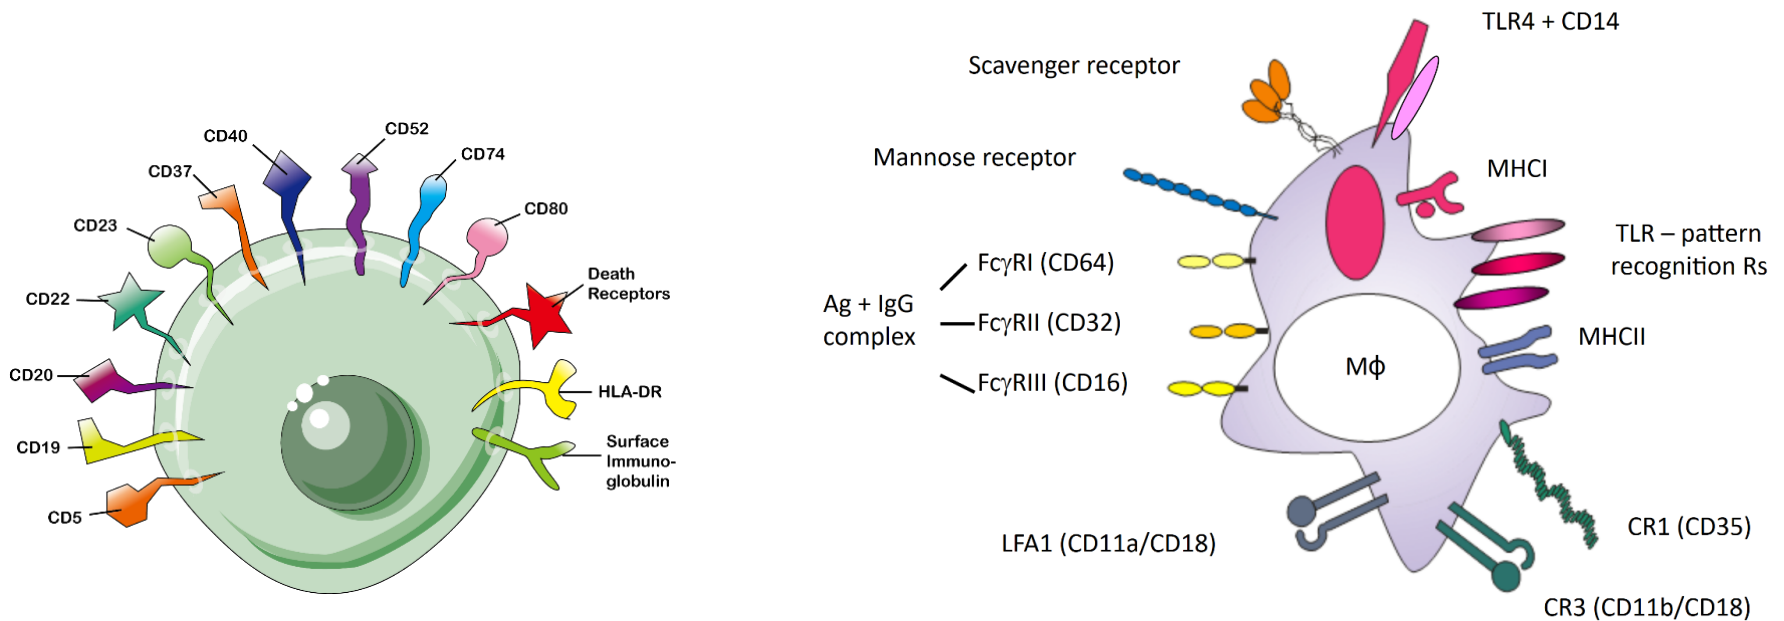 CD40
CD52
CD74
CD37
CD80
CD23
Death
Receptors
CD22
CD20
HLA-DR
CD19
Surface
Immuno-
globulin
CD5
TLR4 + CD14
Scavenger receptor
Mannose receptor
MHCI
TLR – pattern
recognition Rs
FcγRI (CD64)
Ag + IgG
complex
FcγRII (CD32)
FcγRIII (CD16)
MHCII
Mϕ
LFA1 (CD11a/CD18)
CR1 (CD35)
CR3 (CD11b/CD18)